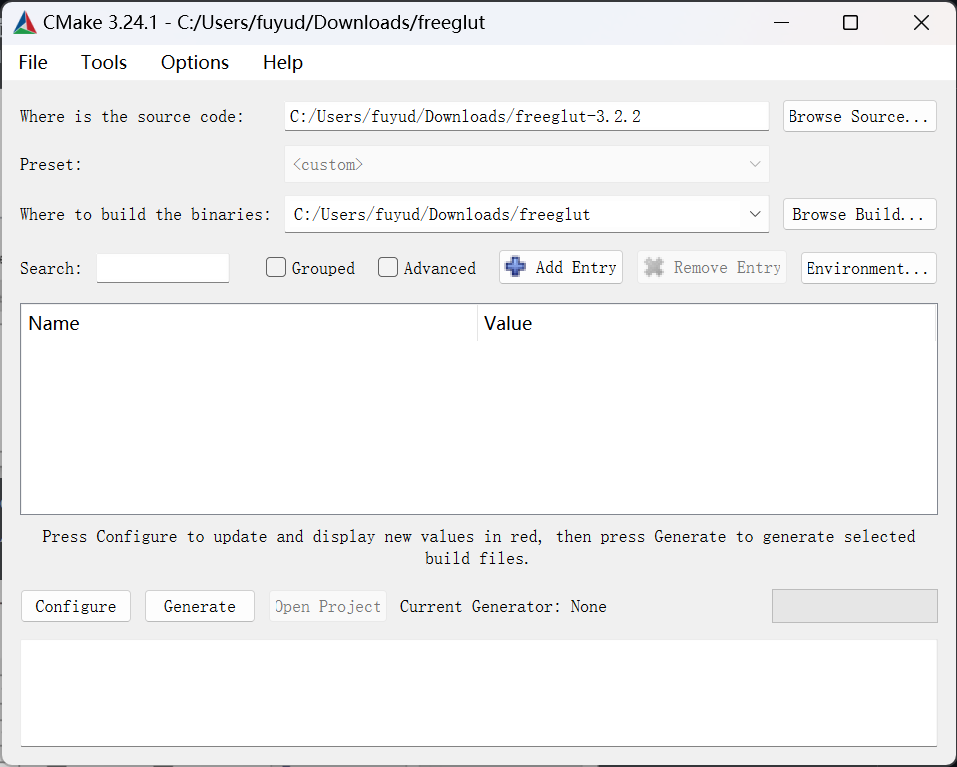 CMake 3.24.1 - C:/Users/fuyud/Downloads/freeglut
File Tools Options Help
Where is the source code: C:/Users/fuyud/Downloads/freeglut-3.2.2 Browse Source...
Preset: <custom>
Where to build the binaries: C:/Users/fuyud/Downloads/freeglut Browse Build...
Search: Grouped Advanced Add Entry Remove Entry Environment...
Name Value
Press Configure to update and display new values in red, then press Generate to generate selected
build files.
Configure Generate Open Project Current Generator: None